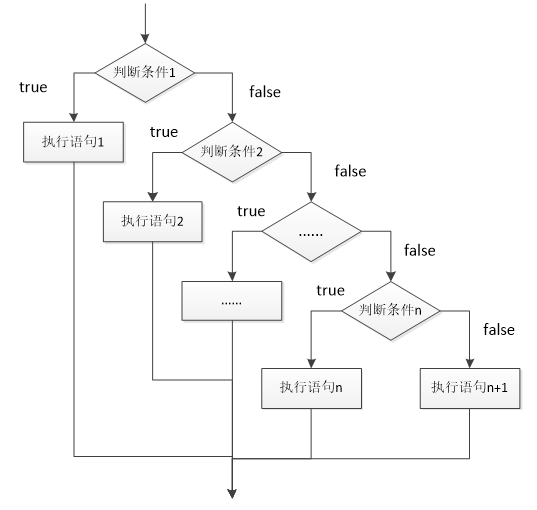 判断条件1
true
false
执行语句1
true
判断条件2
false
执行语句2
true
......
false
......
true
判断条件n
false
执行语句n
执行语句n+1